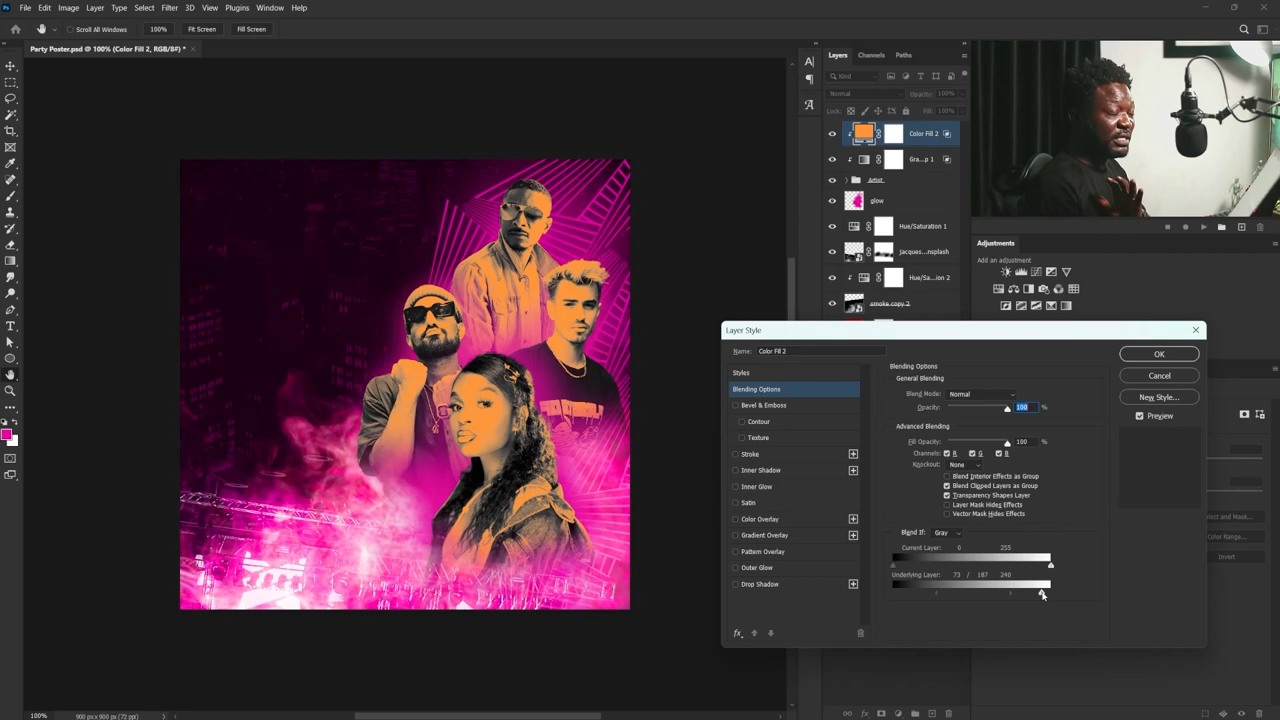 File Edit Image Layer Type Select Filter 3D View Plugins Window Help
Scroll All Windows 100% Fit Screen Fill Screen
Party Poster.psd @ 100% (Color Fill 2, RGB/8#) *
Layers Channels Paths
Kind
Normal Opacity: 100%
Lock: Fill: 100%
Color Fill 2
Gra...p 1
Artist
glow
Hue/Saturation 1
jacques...nsplash
Hue/Sa...ion 2
smoke copy 2
Adjustments
Add an adjustment
Layer Style
Name: Color Fill 2
Styles
Blending Options
Bevel & Emboss
Contour
Texture
Stroke
Inner Shadow
Inner Glow
Satin
Color Overlay
Gradient Overlay
Pattern Overlay
Outer Glow
Drop Shadow
Blending Options
General Blending
Blend Mode: Normal
Opacity: 100 %
Advanced Blending
Fill Opacity: 100 %
Channels: R G B
Knockout: None
Blend Interior Effects as Group
Blend Clipped Layers as Group
Transparency Shapes Layer
Layer Mask Hides Effects
Vector Mask Hides Effects
Blend If: Gray
Current Layer: 0 255
Underlying Layer: 73 / 187 240
OK
Cancel
New Style...
Preview
Select and Mask...
Color Range...
Invert
100% 900 px x 900 px (72 ppi)